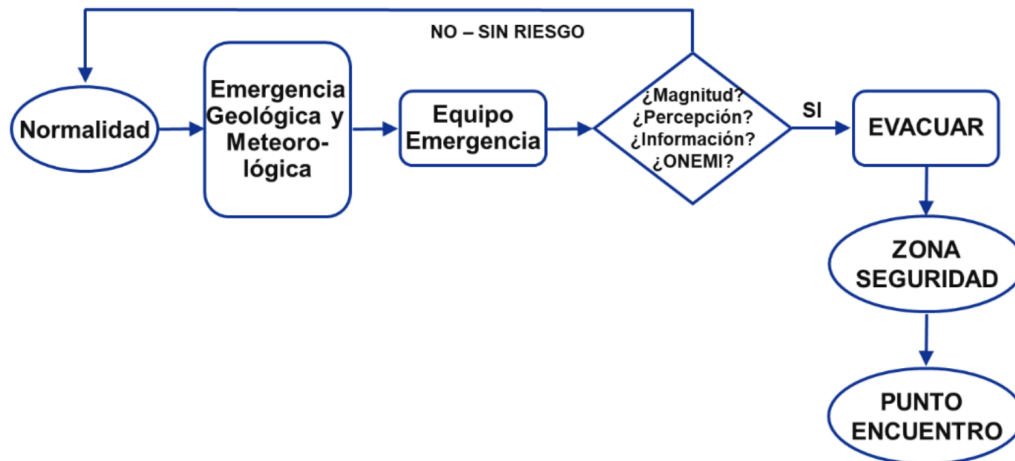 NO – SIN RIESGO
Normalidad
Emergencia
Geológica y
Meteoro-
lógica
Equipo
Emergencia
¿Magnitud?
¿Percepción?
¿Información?
¿ONEMI?
SI
EVACUAR
ZONA
SEGURIDAD
PUNTO
ENCUENTRO